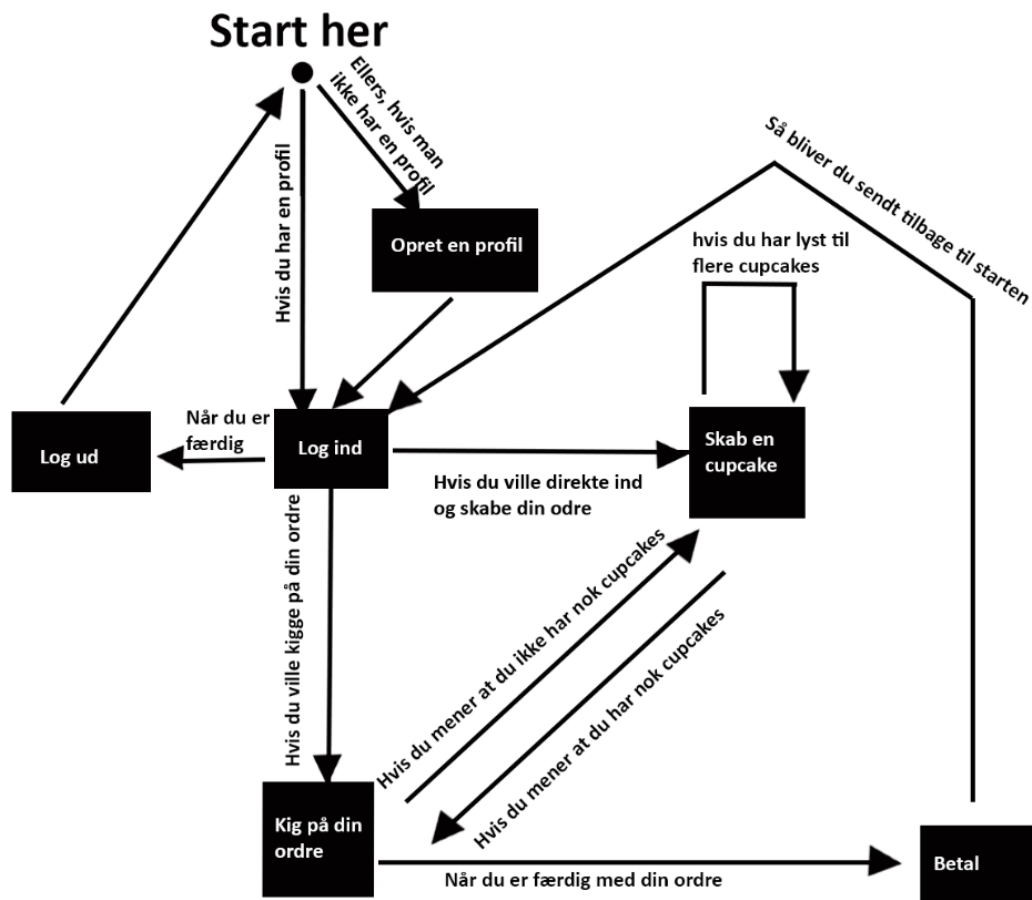 Start her
Ellers, hvis man
ikke har en profil
Hvis du har en profil
Opret en profil
Så bliver du sendt tilbage til starten
hvis du har lyst til
flere cupcakes
Når du er
færdig
Log ud
Log ind
Skab en
cupcake
Hvis du ville direkte ind
og skabe din odre
Hvis du ville kigge på din ordre
Hvis du mener at du ikke har nok cupcakes
Hvis du mener at du har nok cupcakes
Kig på din
ordre
Når du er færdig med din ordre
Betal